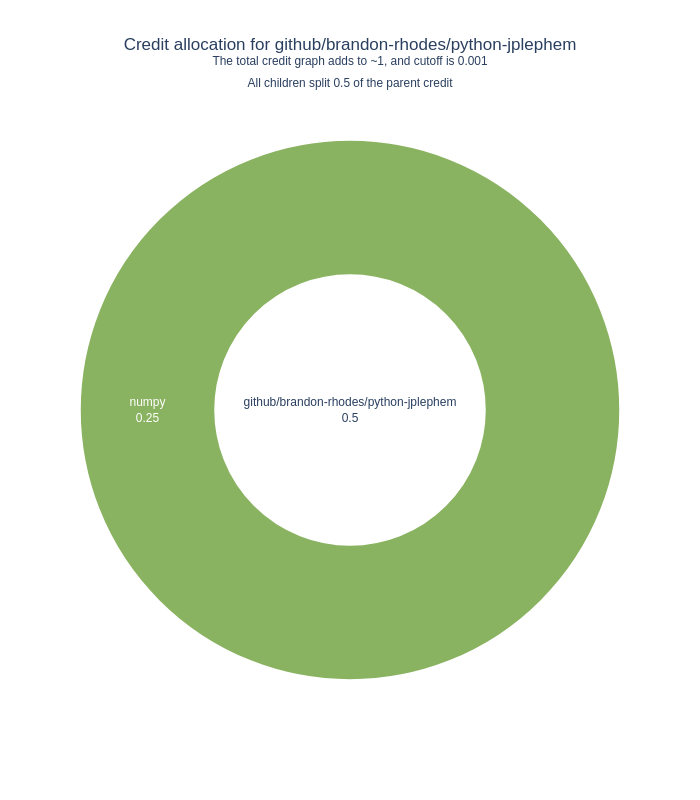 Credit allocation for github/brandon-rhodes/python-jplephem
The total credit graph adds to ~1, and cutoff is 0.001
All children split 0.5 of the parent credit
numpy
0.25
github/brandon-rhodes/python-jplephem
0.5